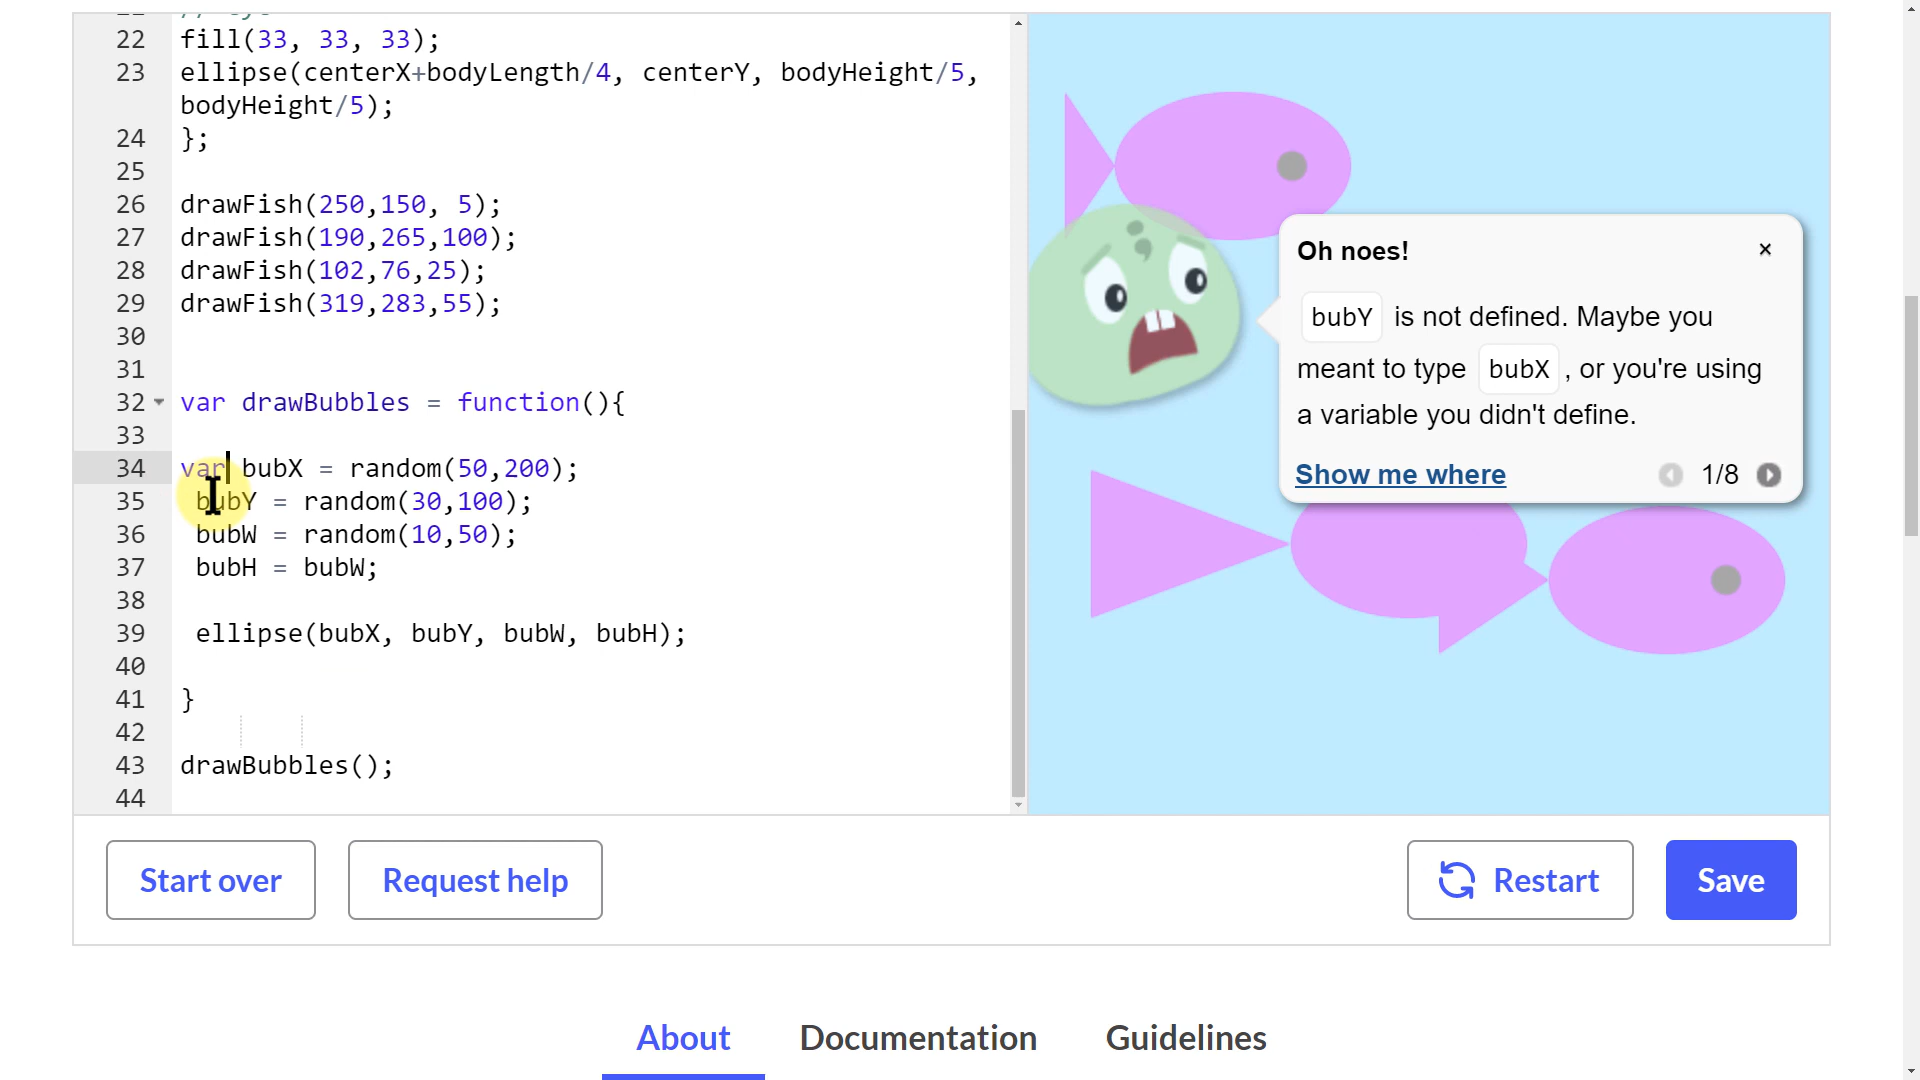 22 fill(33, 33, 33);
23 ellipse(centerX+bodyLength/4, centerY, bodyHeight/5,
bodyHeight/5);
24 };
25
26 drawFish(250,150, 5);
27 drawFish(190,265,100);
28 drawFish(102,76,25);
29 drawFish(319,283,55);
30
31
32 var drawBubbles = function(){
33
34 var bubX = random(50,200);
35 bubY = random(30,100);
36 bubW = random(10,50);
37 bubH = bubW;
38
39 ellipse(bubX, bubY, bubW, bubH);
40
41 }
42
43 drawBubbles();
44
Oh noes! ×
bubY is not defined. Maybe you
meant to type bubX , or you're using
a variable you didn't define.
Show me where 1/8
Start over Request help Restart Save
About Documentation Guidelines